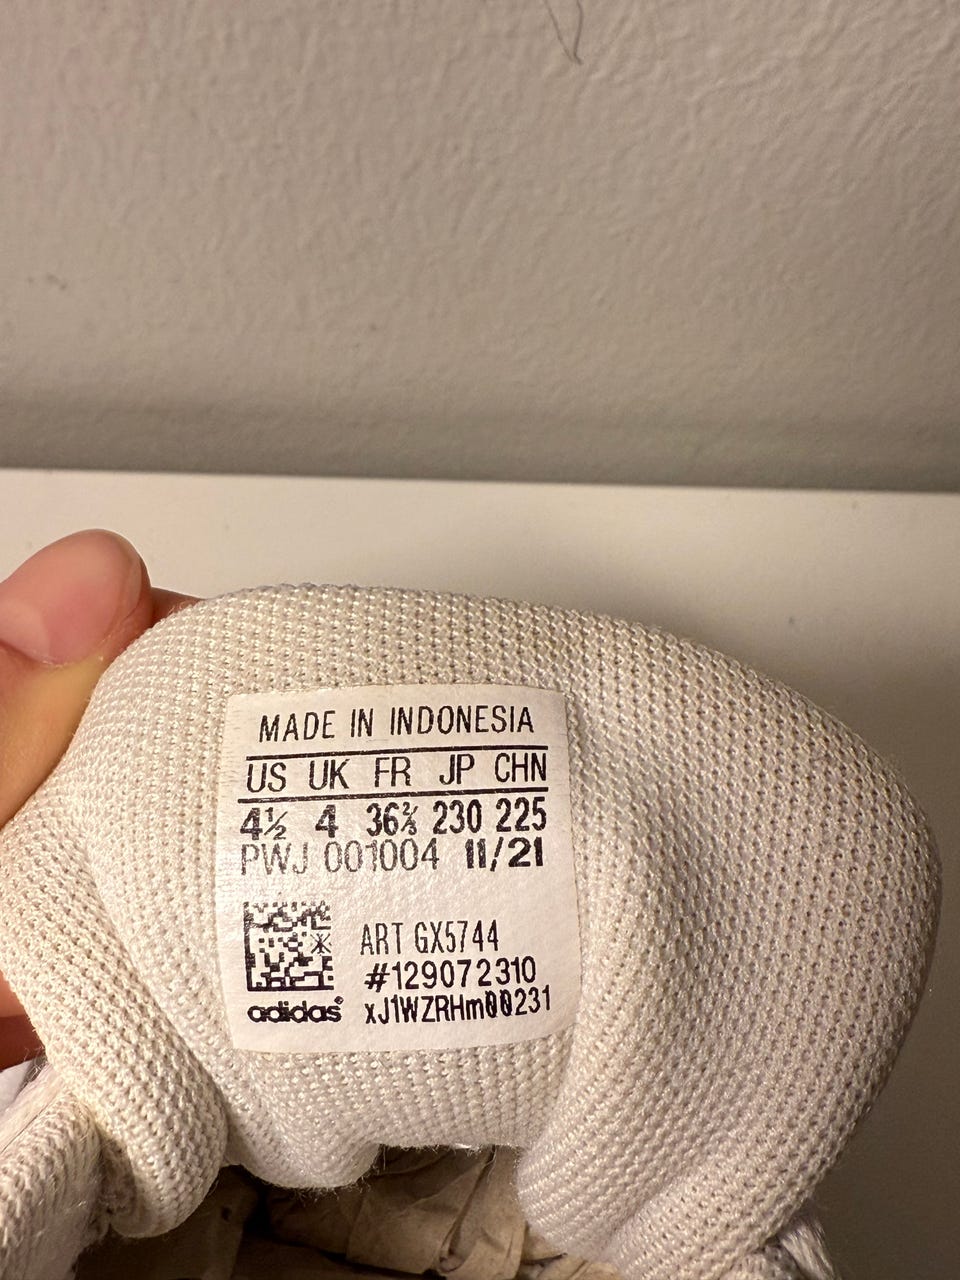 MADE IN INDONESIA
US UK FR JP CHN
4½ 4 36⅔ 230 225
PWJ 001004 11/21
ART GX5744
#129072310
adidas® xJ1WZRHm00231